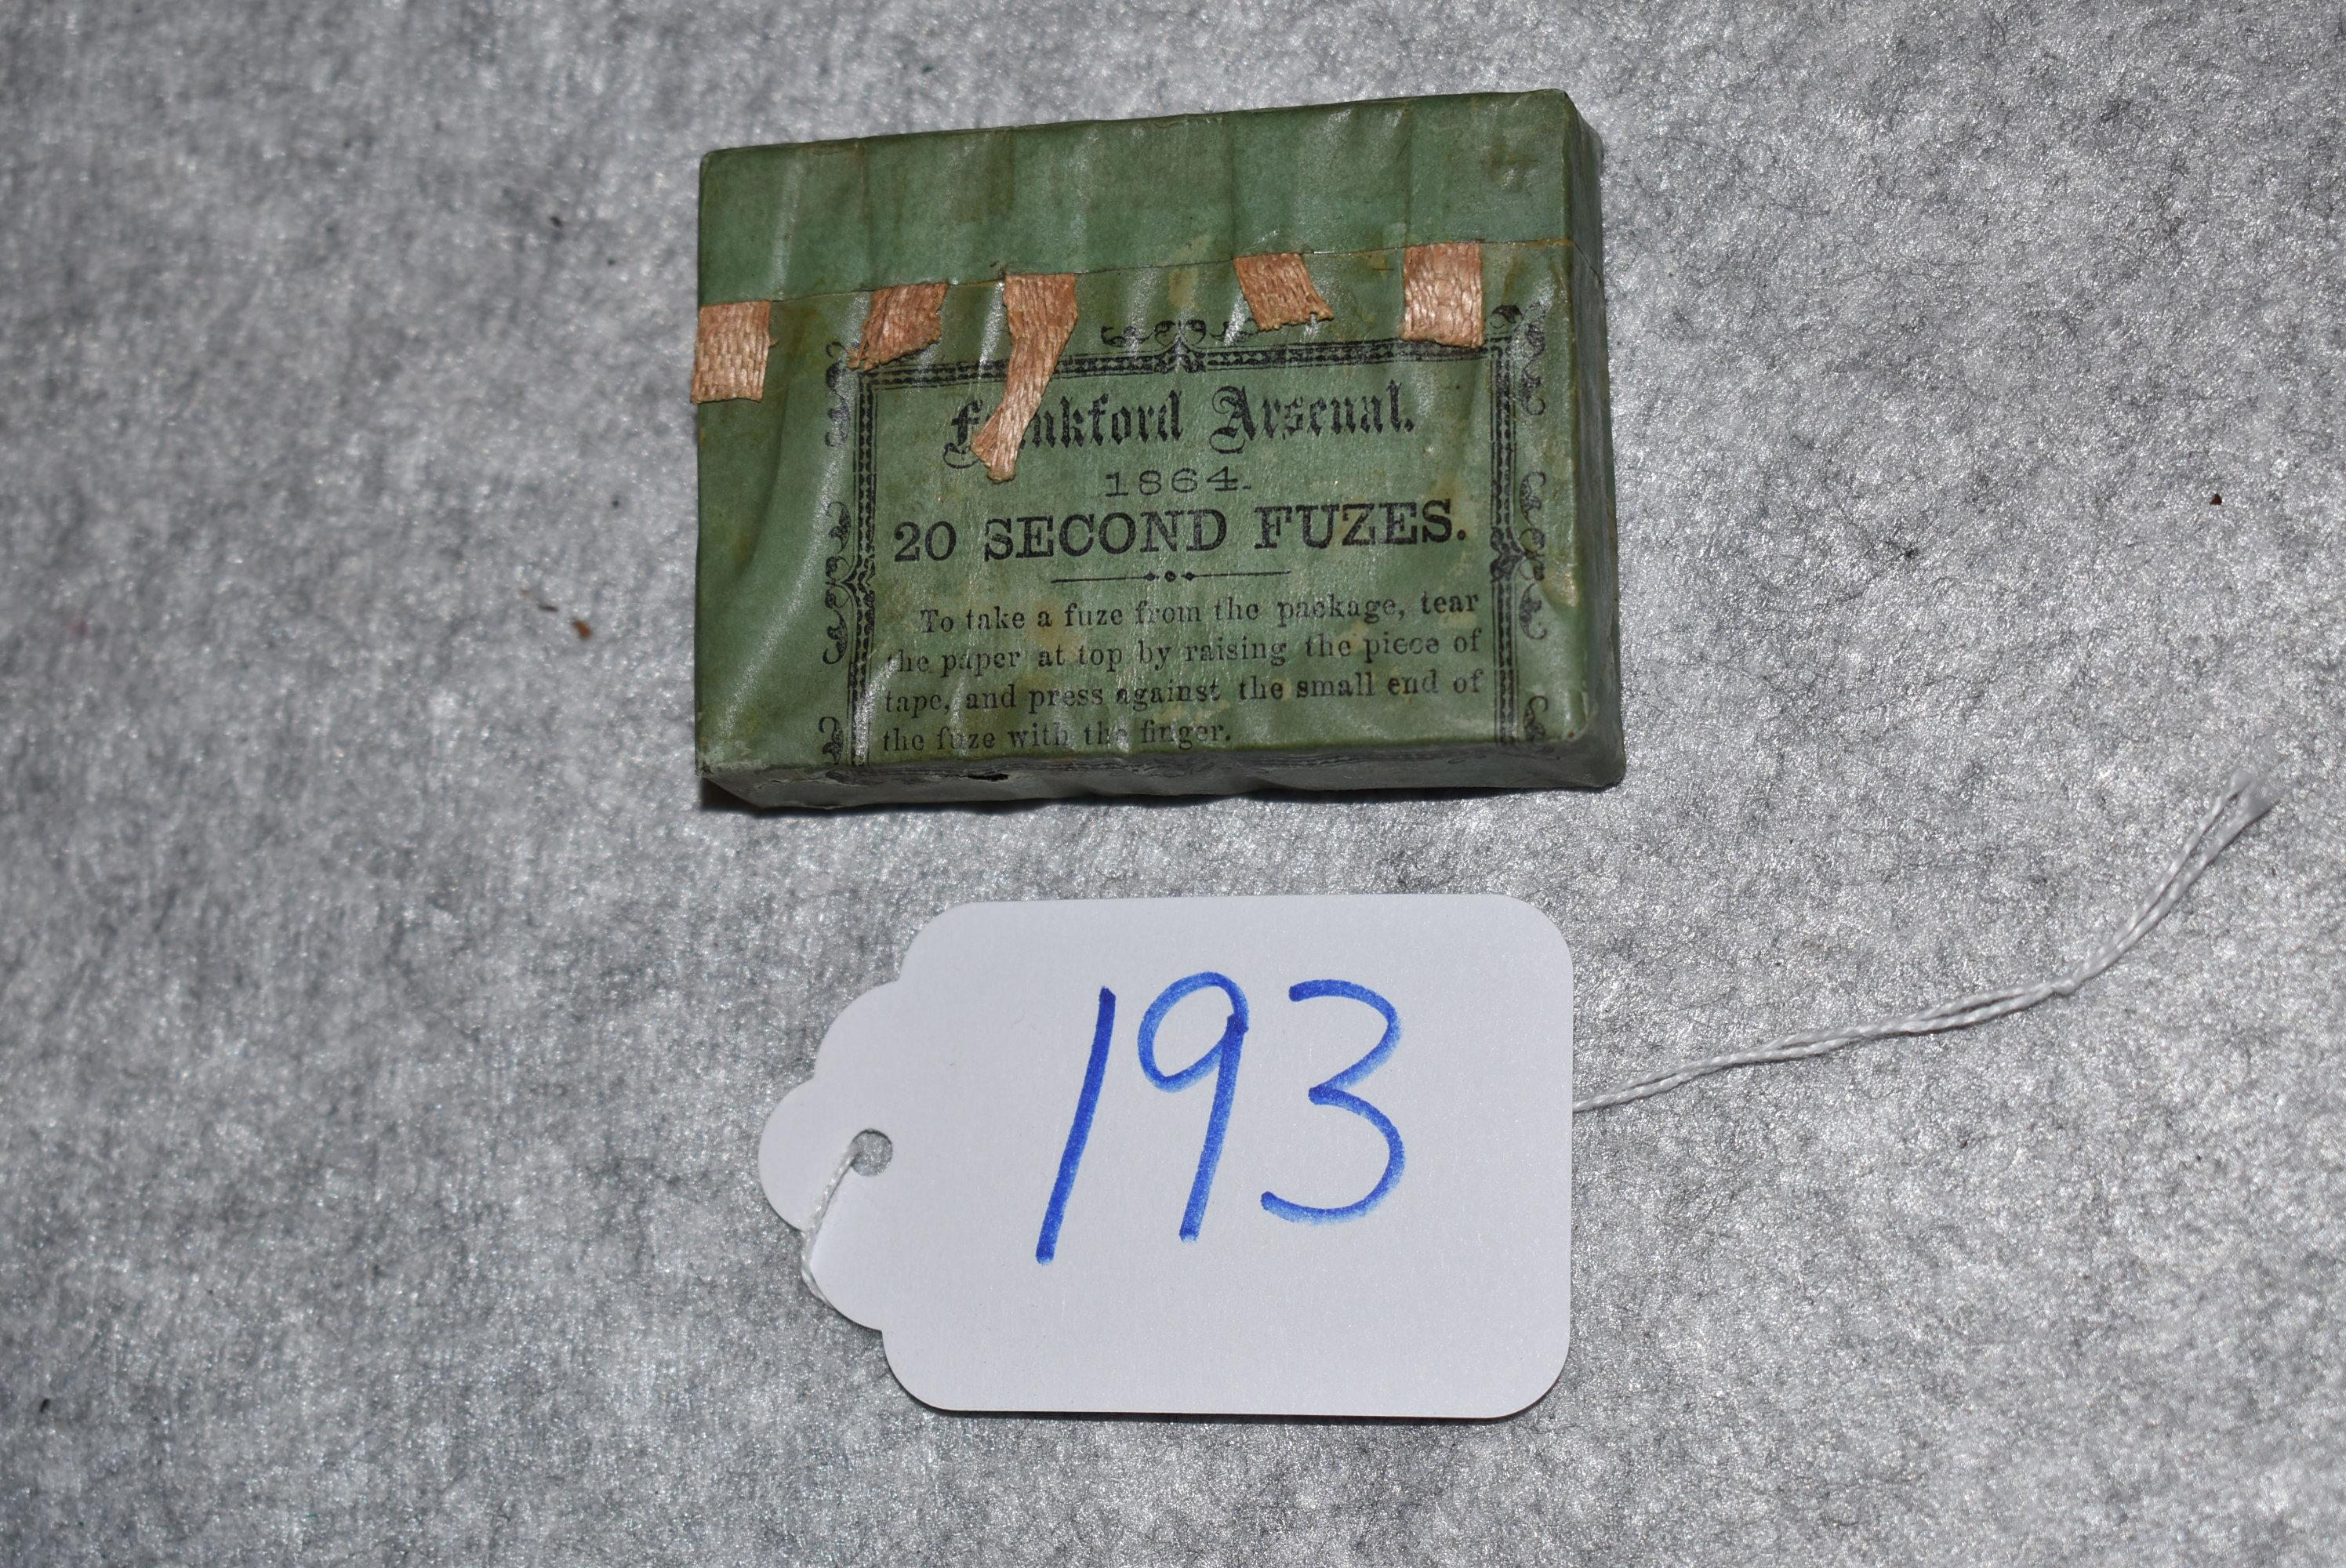 Frankford Arsenal.
1864.
20 SECOND FUZES.
To take a fuze from the package, tear
the paper at top by raising the piece of
tape, and press against the small end of
the fuze with the finger.
193